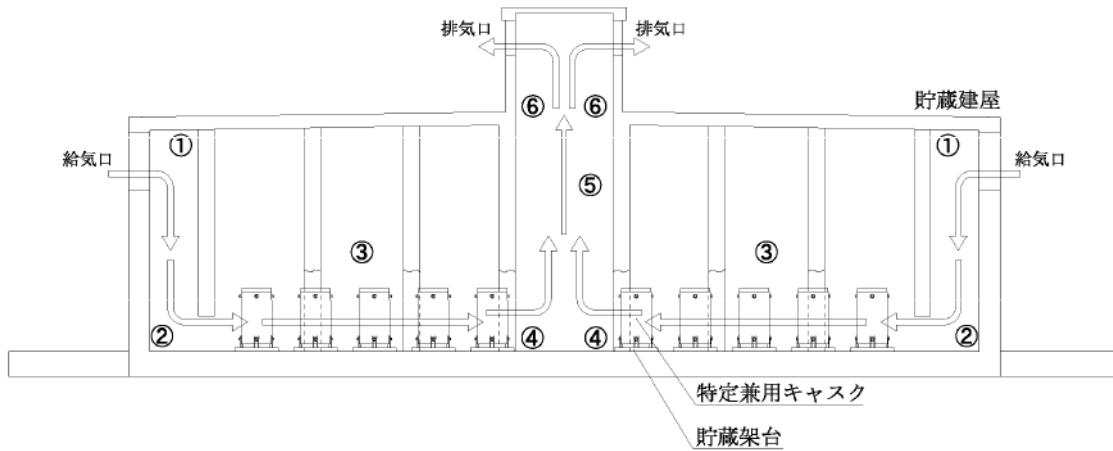 排気口 排気口
⑥ ⑥
貯蔵建屋
① ①
給気口 給気口
⑤
③ ③
② ④ ④ ②
特定兼用キャスク
貯蔵架台